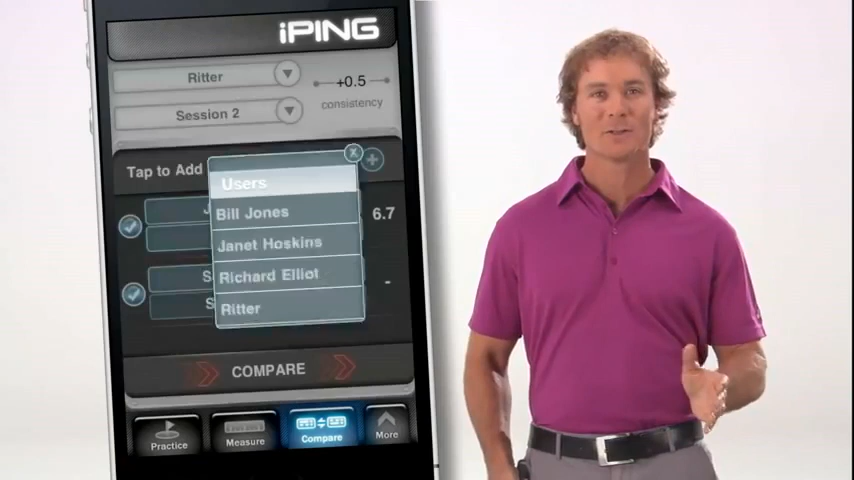 iPING
Ritter
+0.5
consistency
Session 2
Tap to Add
Users
Bill Jones
6.7
Janet Hoskins
Richard Elliot
-
Ritter
COMPARE
Practice
Measure
Compare
More